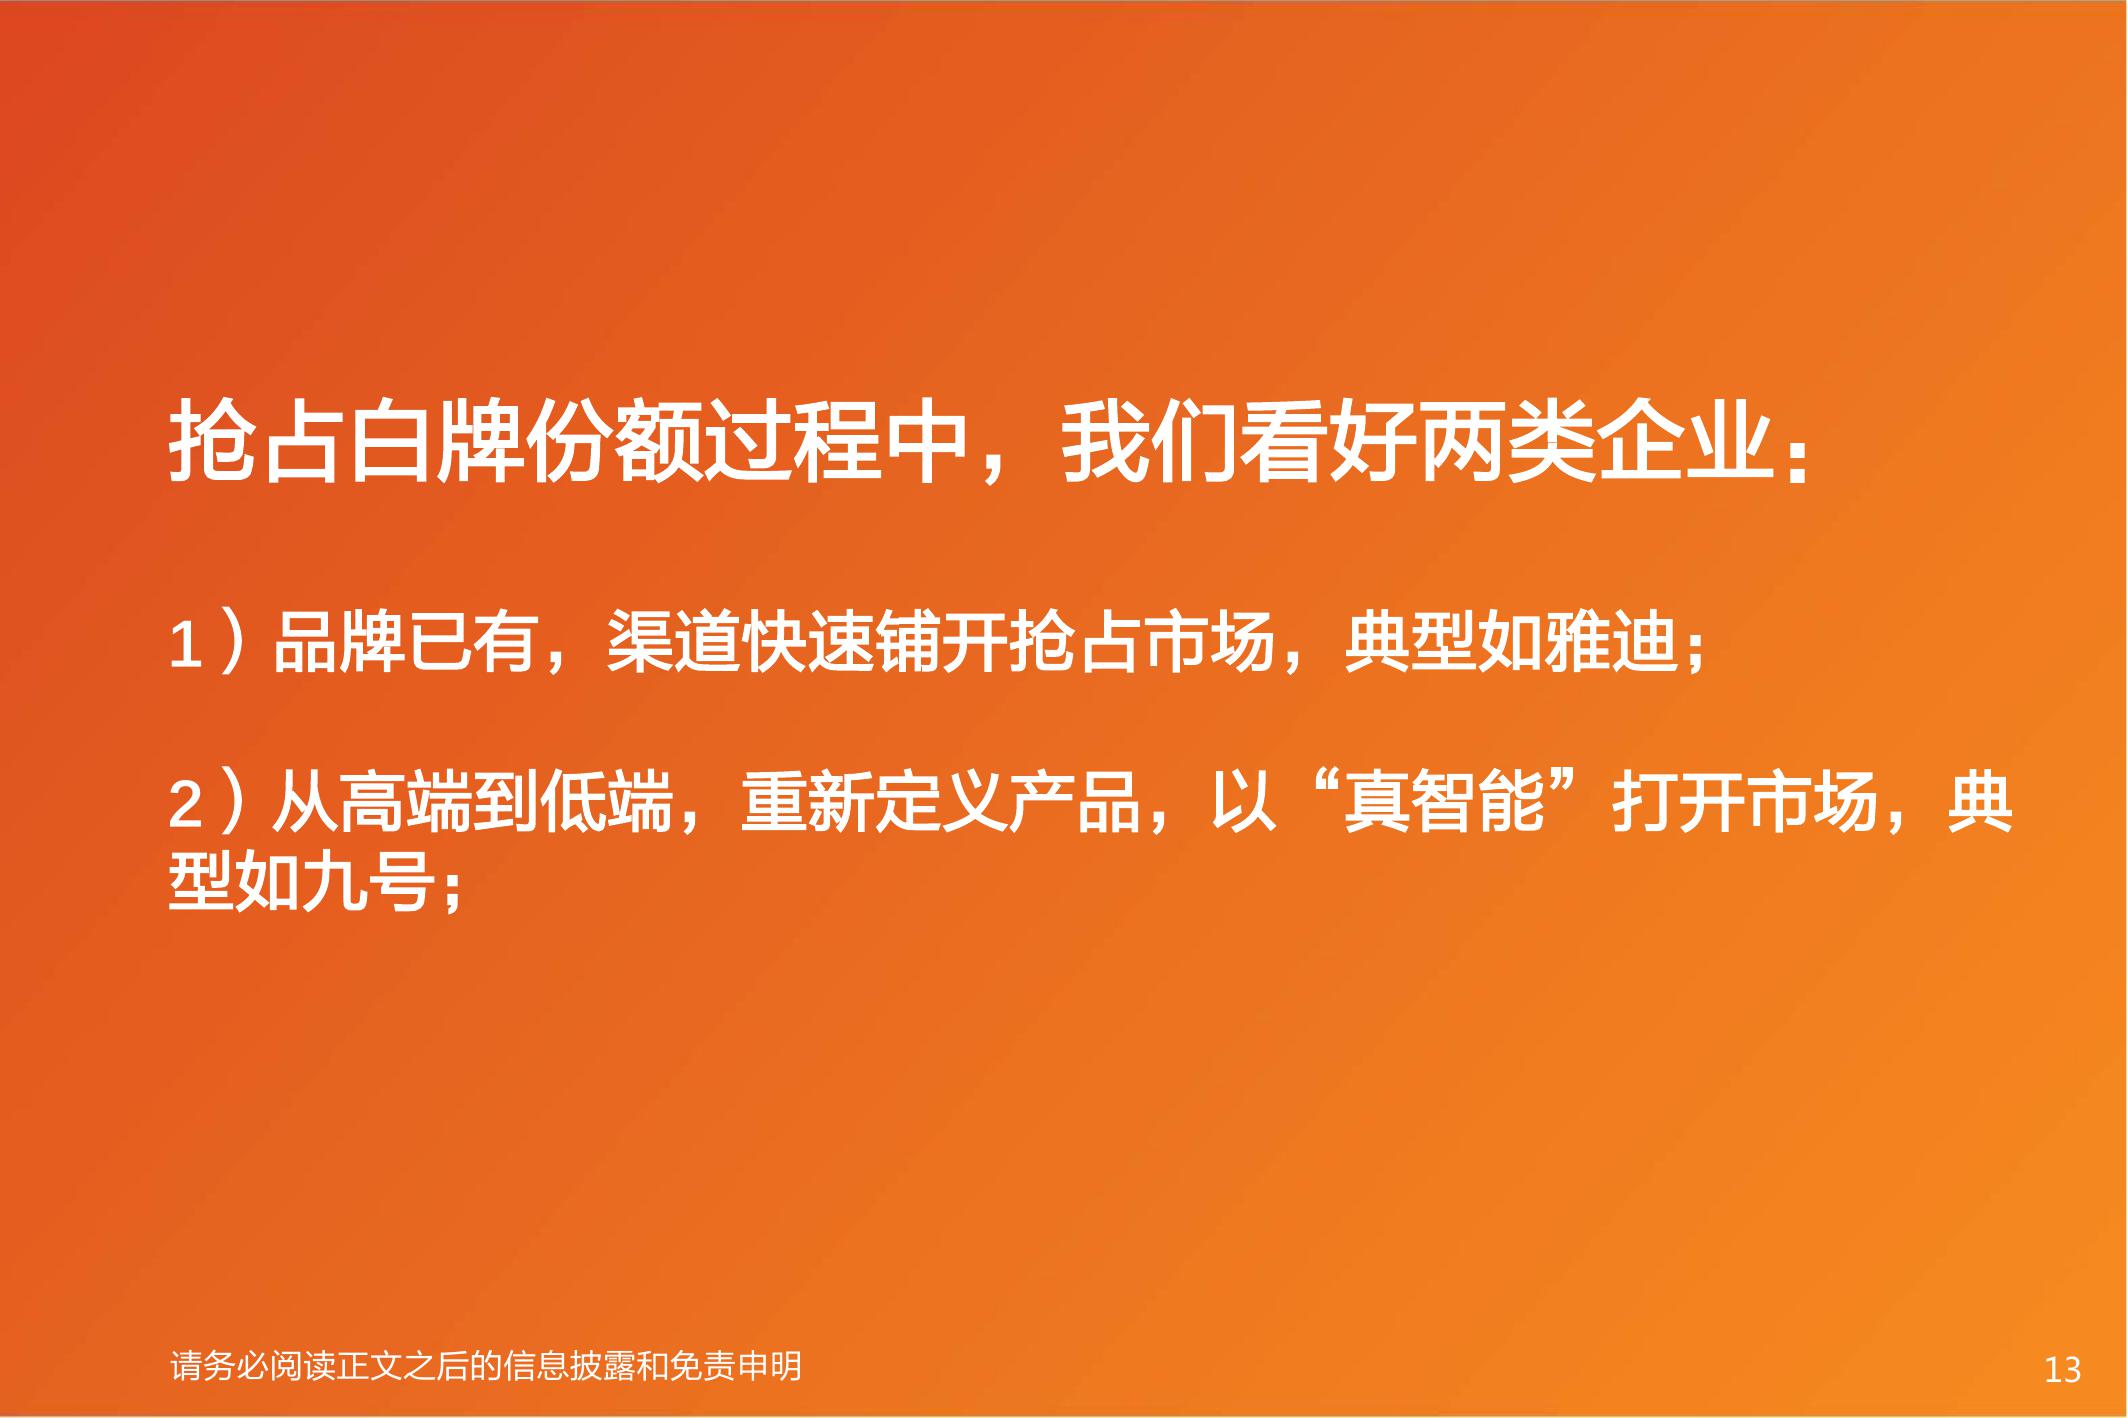 抢占白牌份额过程中，我们看好两类企业：
1）品牌已有，渠道快速铺开抢占市场，典型如雅迪；
2）从高端到低端，重新定义产品，以“真智能”打开市场，典
型如九号；
请务必阅读正文之后的信息披露和免责申明
13